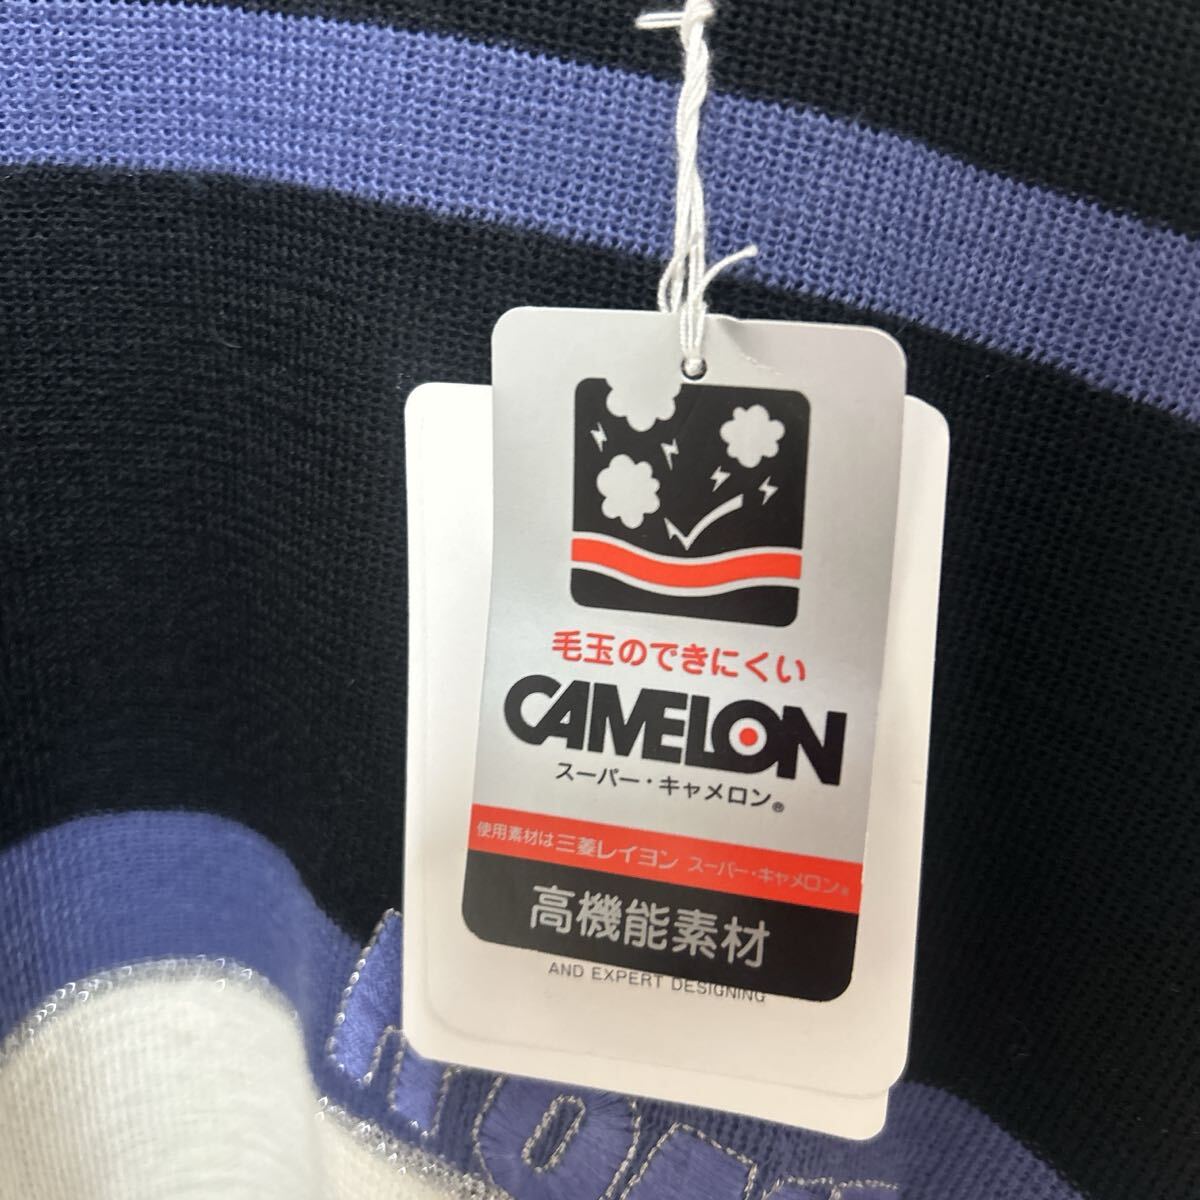 毛玉のできにくい
CAMELON
スーパー・キャメロン®
使用素材は三菱レイヨン スーパー・キャメロン®
高機能素材
AND EXPERT DESIGNING